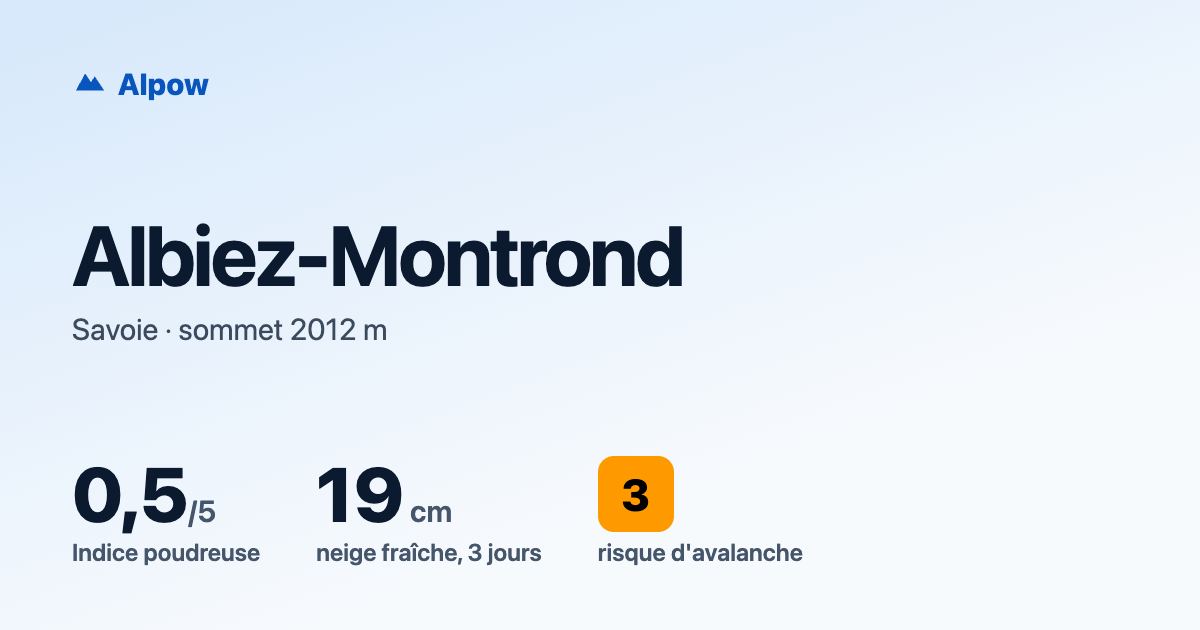 Alpow
Albiez-Montrond
Savoie · sommet 2012 m
0,5/5 19 cm 3
Indice poudreuse neige fraîche, 3 jours risque d'avalanche